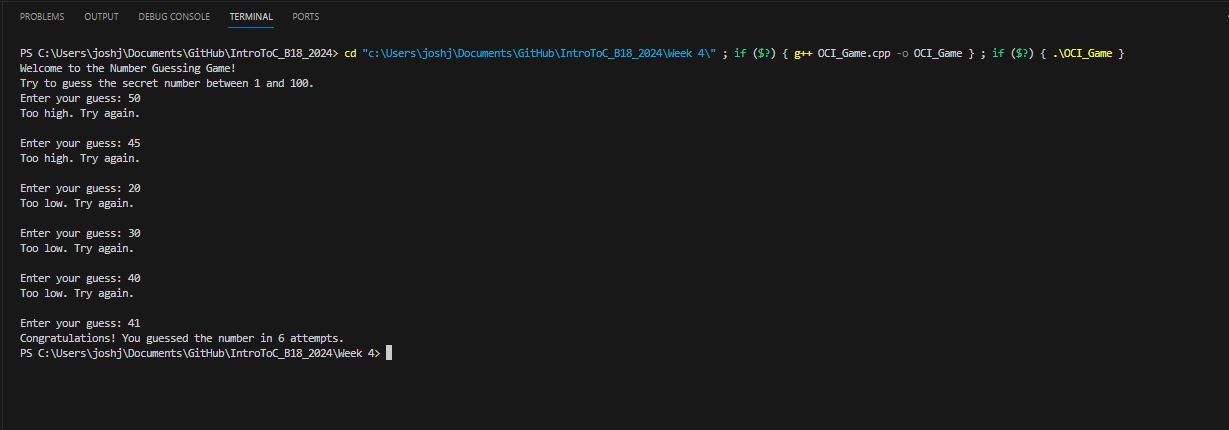 PROBLEMS OUTPUT DEBUG CONSOLE TERMINAL PORTS
PS C:\Users\joshj\Documents\GitHub\IntroToC_B18_2024> cd "c:\Users\joshj\Documents\GitHub\IntroToC_B18_2024\Week 4\" ; if ($?) { g++ OCI_Game.cpp -o OCI_Game } ; if ($?) { .\OCI_Game }
Welcome to the Number Guessing Game!
Try to guess the secret number between 1 and 100.
Enter your guess: 50
Too high. Try again.
Enter your guess: 45
Too high. Try again.
Enter your guess: 20
Too low. Try again.
Enter your guess: 30
Too low. Try again.
Enter your guess: 40
Too low. Try again.
Enter your guess: 41
Congratulations! You guessed the number in 6 attempts.
PS C:\Users\joshj\Documents\GitHub\IntroToC_B18_2024\Week 4>